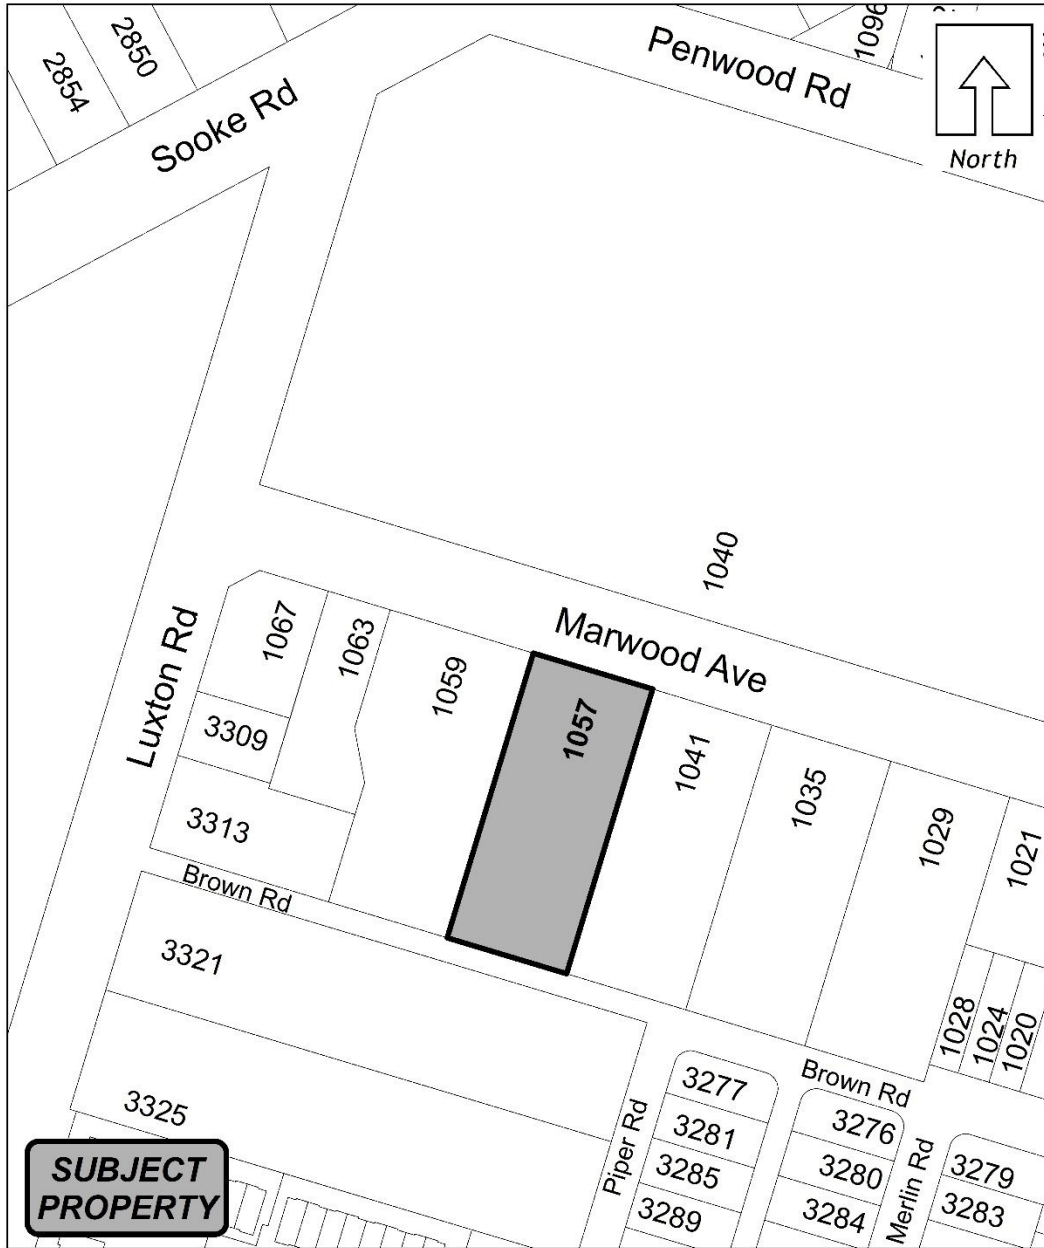 2850
2854
Sooke Rd
Penwood Rd
1096
North
1040
Marwood Ave
Luxton Rd
1067
1063
1059
1057
1041
1035
1029
1021
3309
3313
Brown Rd
3321
1028
1024
1020
3325
Piper Rd
3277
3281
3285
3289
Brown Rd
3276
3280
3284
Merlin Rd
3279
3283
SUBJECT
PROPERTY